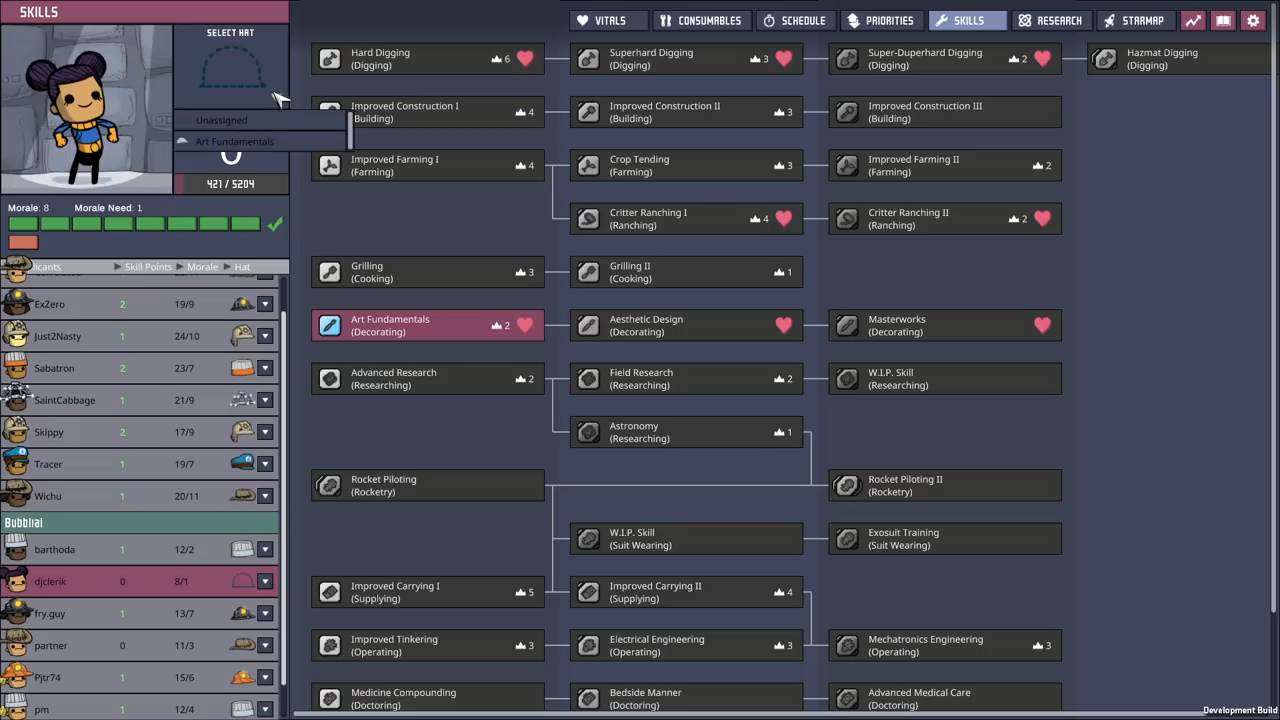 SKILLS
VITALS
CONSUMABLES
SCHEDULE
PRIORITIES
SKILLS
RESEARCH
STARMAP
SELECT HAT
Unassigned
Art Fundamentals
421 / 5204
Morale: 8
Morale Need: 1
Skill Points
Morale
Hat
ExZero 2 19/9
Just2Nasty 1 24/10
Sabatron 2 23/7
SaintCabbage 1 21/9
Skippy 2 17/9
Tracer 1 19/7
Wichu 1 20/11
Bubblial
barthoda 1 12/2
djclerik 0 8/1
fry.guy 1 13/7
partner 0 11/3
Pjtr74 1 15/6
pm 1 12/4
Hard Digging
(Digging)
6
Superhard Digging
(Digging)
3
Super-Duperhard Digging
(Digging)
2
Hazmat Digging
(Digging)
Improved Construction I
(Building)
4
Improved Construction II
(Building)
3
Improved Construction III
(Building)
Improved Farming I
(Farming)
4
Crop Tending
(Farming)
3
Improved Farming II
(Farming)
2
Critter Ranching I
(Ranching)
4
Critter Ranching II
(Ranching)
2
Grilling
(Cooking)
3
Grilling II
(Cooking)
1
Art Fundamentals
(Decorating)
2
Aesthetic Design
(Decorating)
Masterworks
(Decorating)
Advanced Research
(Researching)
2
Field Research
(Researching)
2
W.I.P. Skill
(Researching)
Astronomy
(Researching)
1
Rocket Piloting
(Rocketry)
Rocket Piloting II
(Rocketry)
W.I.P. Skill
(Suit Wearing)
Exosuit Training
(Suit Wearing)
Improved Carrying I
(Supplying)
5
Improved Carrying II
(Supplying)
4
Improved Tinkering
(Operating)
3
Electrical Engineering
(Operating)
3
Mechatronics Engineering
(Operating)
3
Medicine Compounding
(Doctoring)
Bedside Manner
(Doctoring)
Advanced Medical Care
(Doctoring)
Development Build